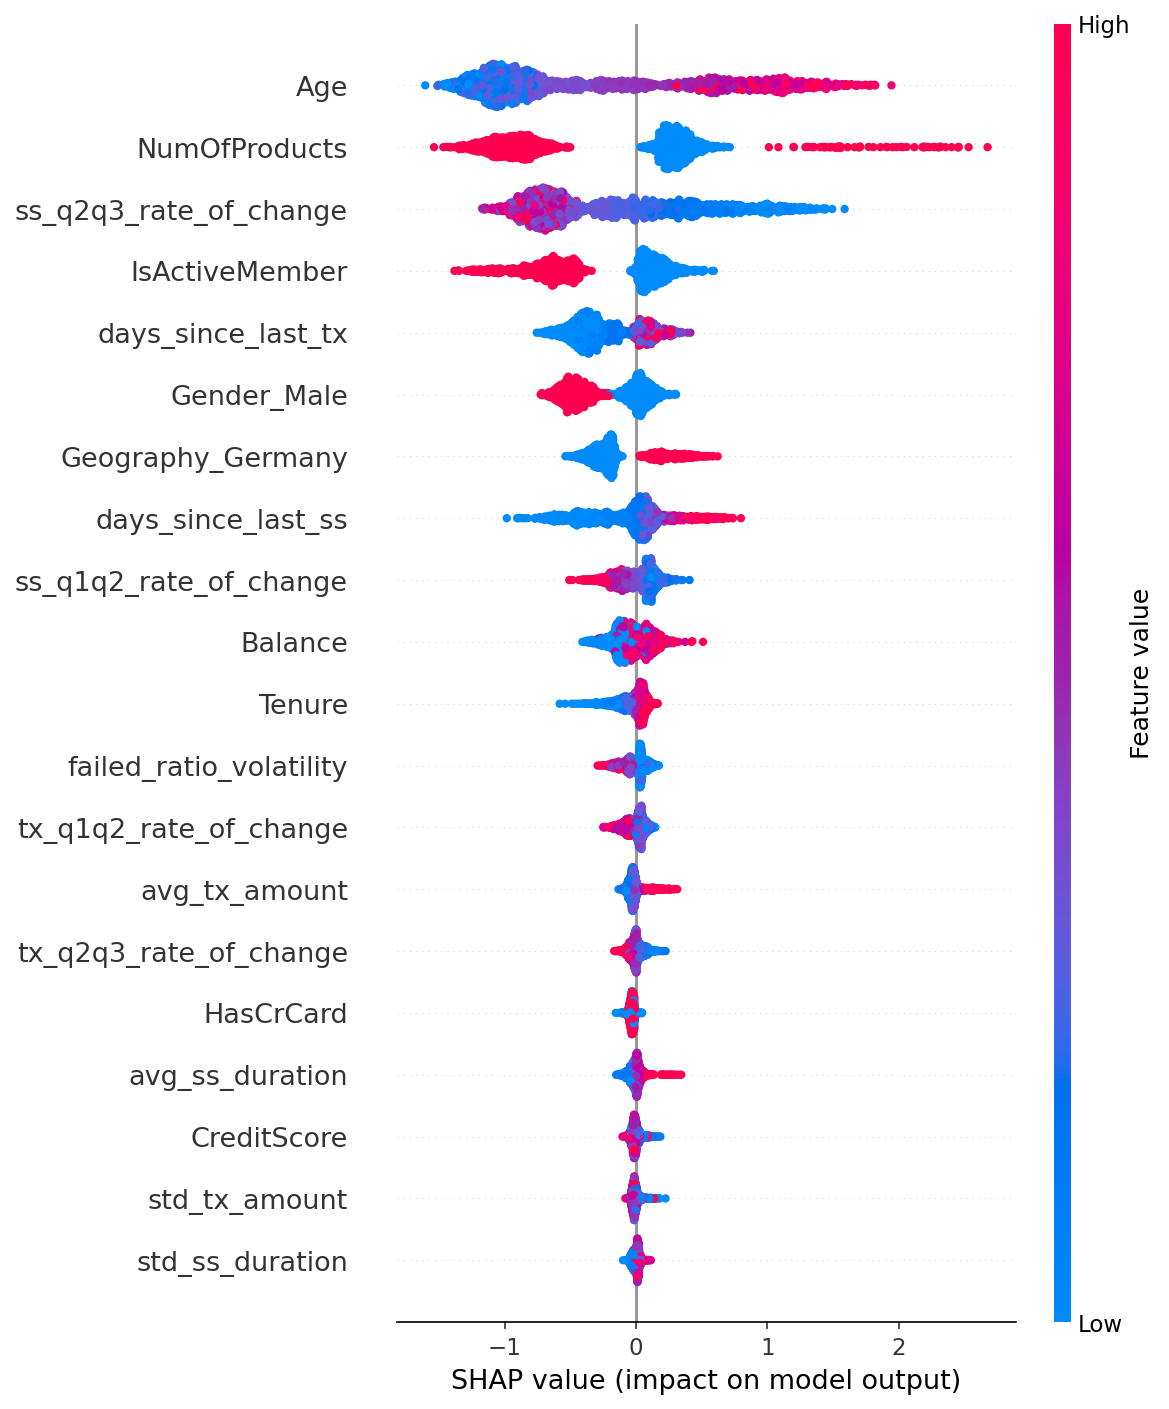 High
Age
NumOfProducts
ss_q2q3_rate_of_change
IsActiveMember
days_since_last_tx
Gender_Male
Geography_Germany
days_since_last_ss
ss_q1q2_rate_of_change
Balance
Tenure
failed_ratio_volatility
tx_q1q2_rate_of_change
avg_tx_amount
tx_q2q3_rate_of_change
HasCrCard
avg_ss_duration
CreditScore
std_tx_amount
std_ss_duration
Feature value
Low
−1 0 1 2
SHAP value (impact on model output)